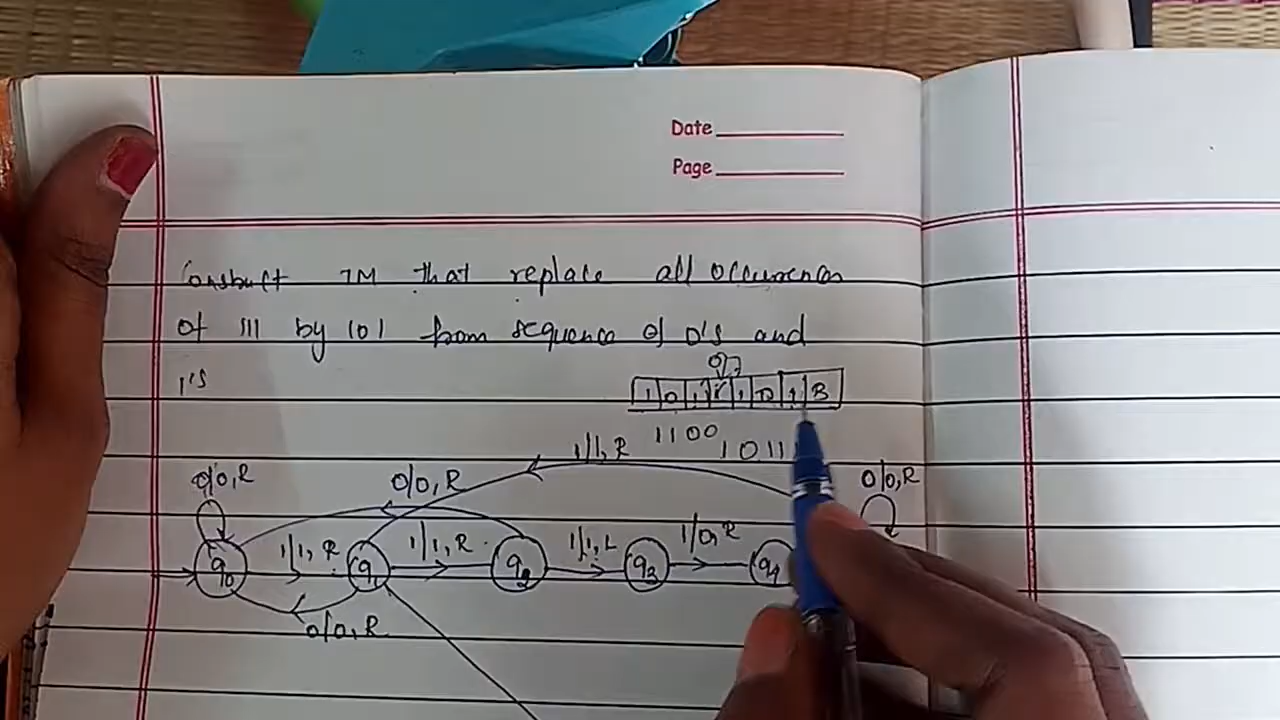 Date
Page
Construct TM that replace all occurrences
of 111 by 101 from sequence of 0's and
1's
q2
1 0 1 1 1 0 1 B
1100
1011
1/1, R
0/0, R
0/0, R
0/0, R
1/1, R
1/1, R
1/1, L
1/0, R
q0
q1
q2
q3
q4
0/0, R